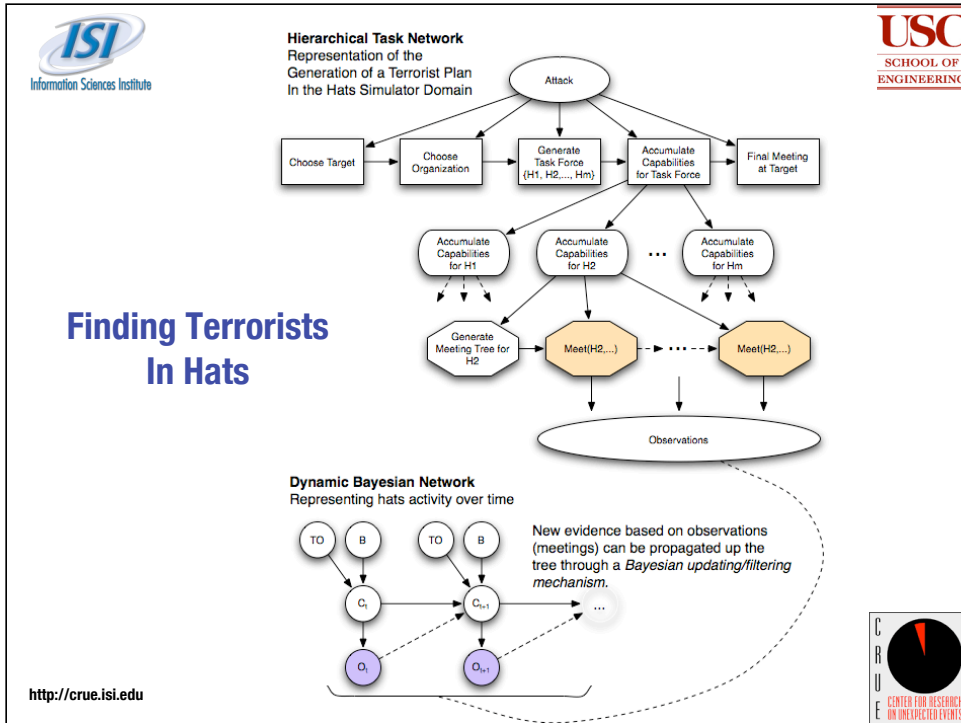 ISI
Information Sciences Institute
Hierarchical Task Network
Representation of the
Generation of a Terrorist Plan
In the Hats Simulator Domain
USC
SCHOOL OF
ENGINEERING
Attack
Choose Target
Choose
Organization
Generate
Task Force
{H1, H2,..., Hm}
Accumulate
Capabilities
for Task Force
Final Meeting
at Target
Accumulate
Capabilities
for H1
Accumulate
Capabilities
for H2
...
Accumulate
Capabilities
for Hm
Finding Terrorists
In Hats
Generate
Meeting Tree for
H2
Meet(H2,...)
...
Meet(H2,...)
Observations
Dynamic Bayesian Network
Representing hats activity over time
TO
B
TO
B
New evidence based on observations
(meetings) can be propagated up the
tree through a Bayesian updating/filtering
mechanism.
Ct
Ct+1
...
Ot
Ot+1
http://crue.isi.edu
CRUE
CENTER FOR RESEARCH
ON UNEXPECTED EVENTS